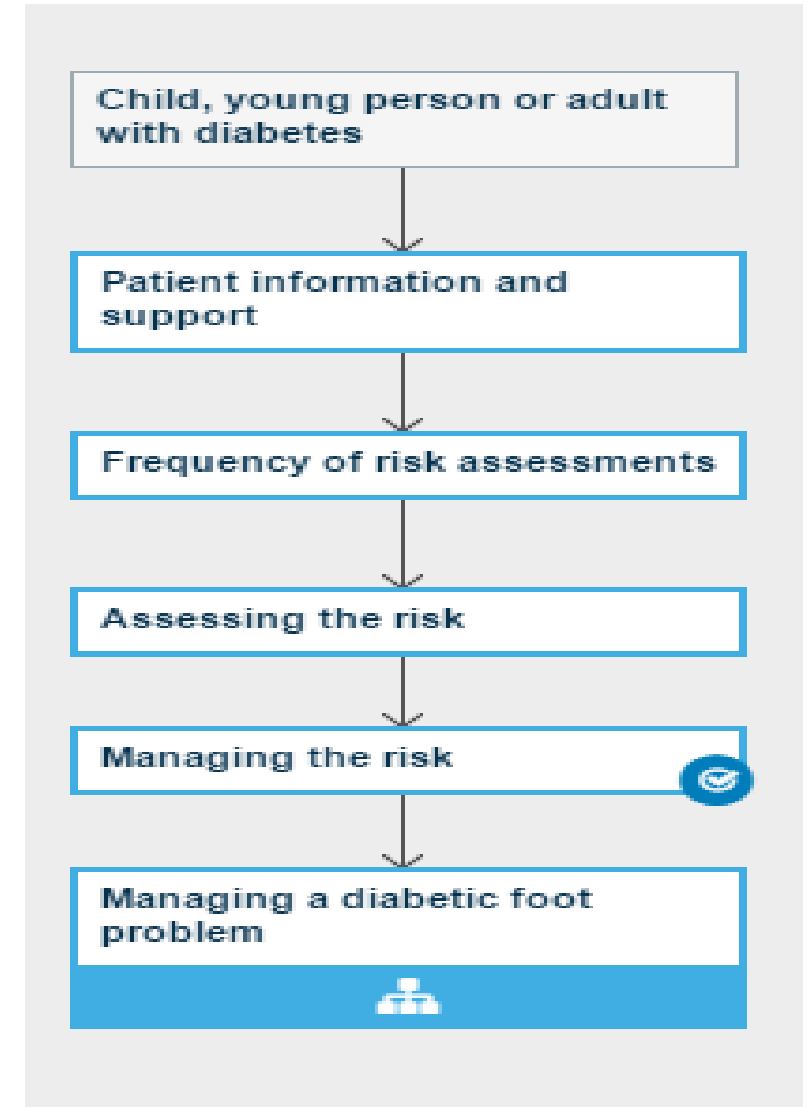 Child, young person or adult
with diabetes
Patient information and
support
Frequency of risk assessments
Assessing the risk
Managing the risk
Managing a diabetic foot
problem